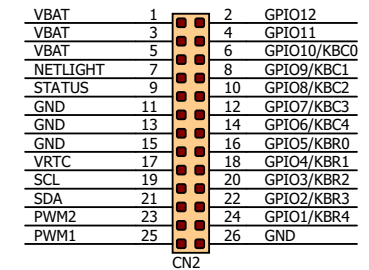 VBAT 1 2 GPIO12
VBAT 3 4 GPIO11
VBAT 5 6 GPIO10/KBC0
NETLIGHT 7 8 GPIO9/KBC1
STATUS 9 10 GPIO8/KBC2
GND 11 12 GPIO7/KBC3
GND 13 14 GPIO6/KBC4
GND 15 16 GPIO5/KBR0
VRTC 17 18 GPIO4/KBR1
SCL 19 20 GPIO3/KBR2
SDA 21 22 GPIO2/KBR3
PWM2 23 24 GPIO1/KBR4
PWM1 25 26 GND
CN2